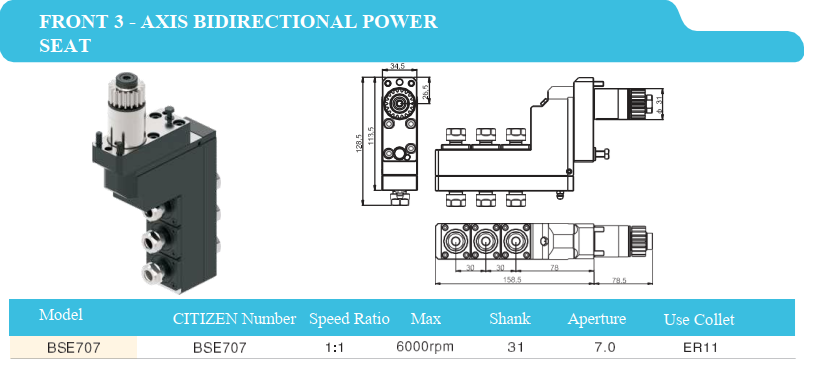 FRONT 3 - AXIS BIDIRECTIONAL POWER
SEAT
34.5
26.5
128.5
113.5
φ 31
30 30 78
158.5 78.5
Model CITIZEN Number Speed Ratio Max Shank Aperture Use Collet
BSE707 BSE707 1:1 6000rpm 31 7.0 ER11